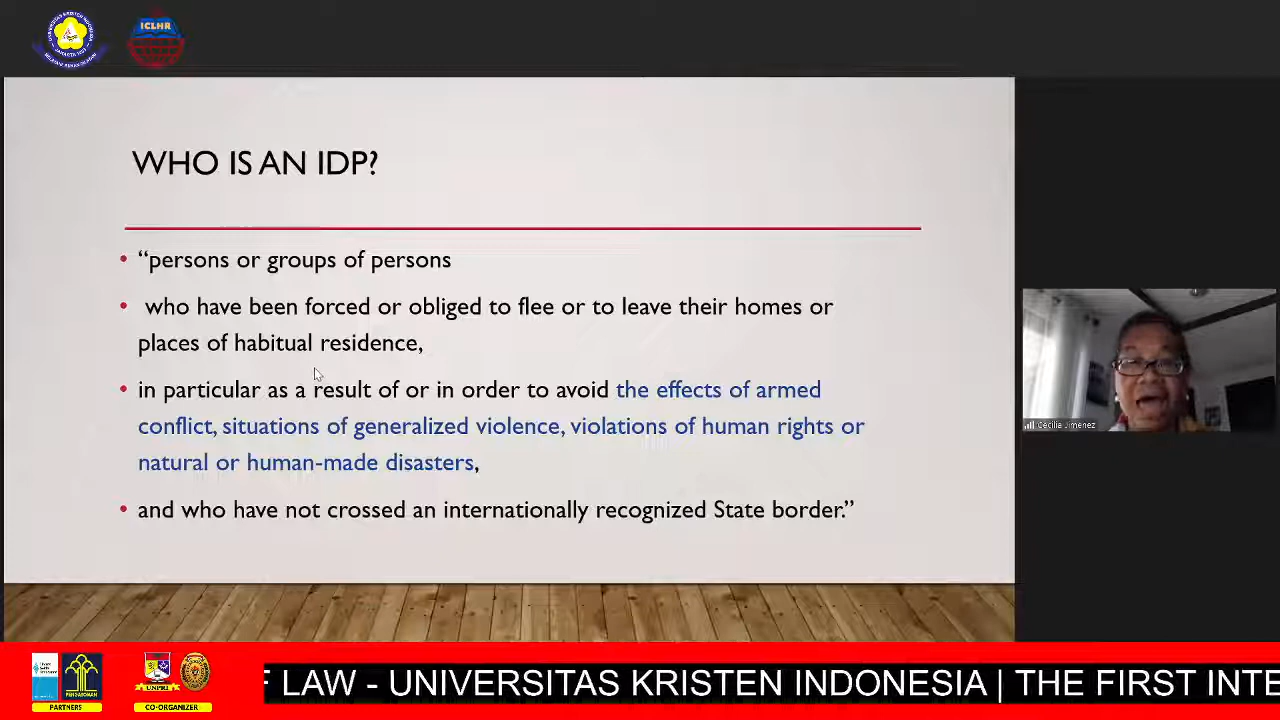 ICLHR
WHO IS AN IDP?
• “persons or groups of persons
• who have been forced or obliged to flee or to leave their homes or
places of habitual residence,
• in particular as a result of or in order to avoid the effects of armed
conflict, situations of generalized violence, violations of human rights or
natural or human-made disasters,
• and who have not crossed an internationally recognized State border.”
Cecilia Jimenez
PENGAYOMAN
UNPRI
PARTNERS
CO-ORGANIZER
F LAW - UNIVERSITAS KRISTEN INDONESIA | THE FIRST INTE